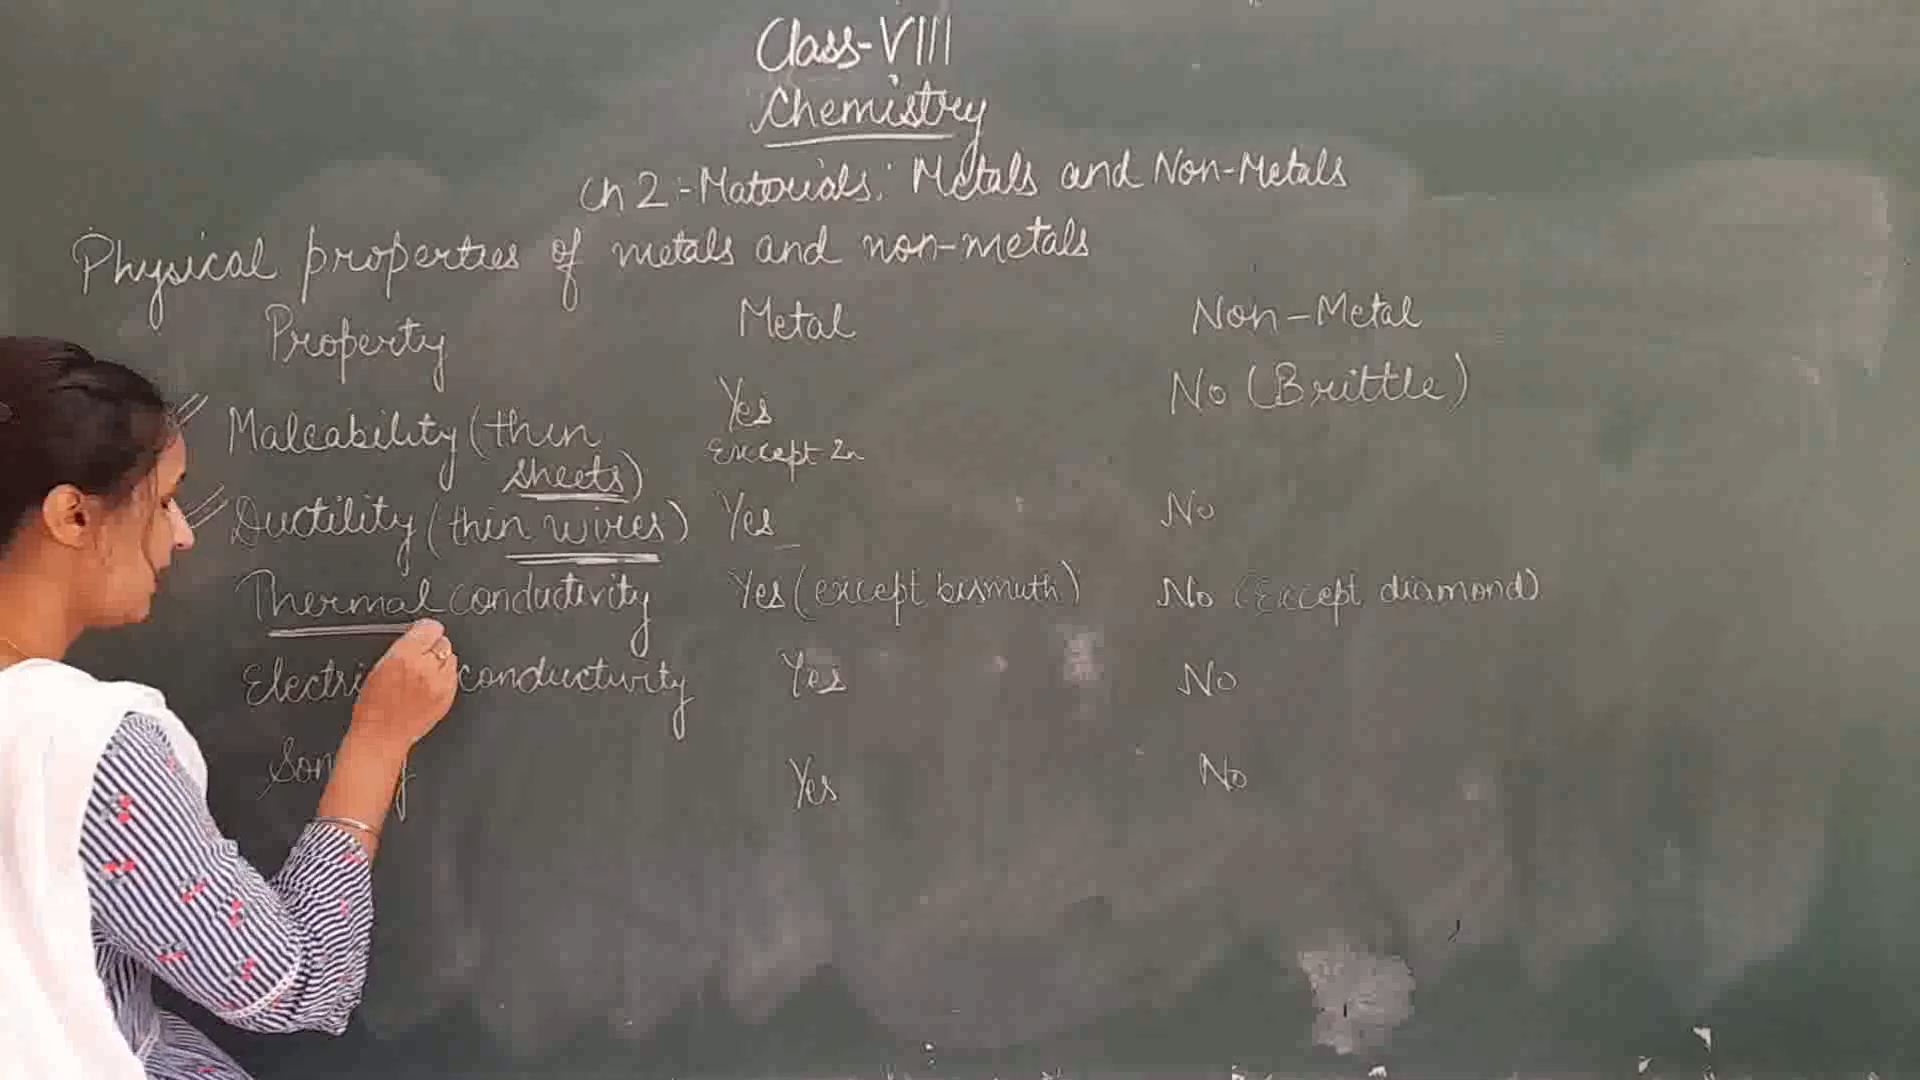 Class-VIII
Chemistry
Ch 2:- Materials: Metals and Non-Metals
Physical properties of metals and non-metals
Property Metal Non-Metal
Malleability (thin sheets) Yes Except Zn No (Brittle)
Ductility (thin wires) Yes No
Thermal conductivity Yes (except bismuth) No (Except diamond)
conductivity Yes No
Yes No